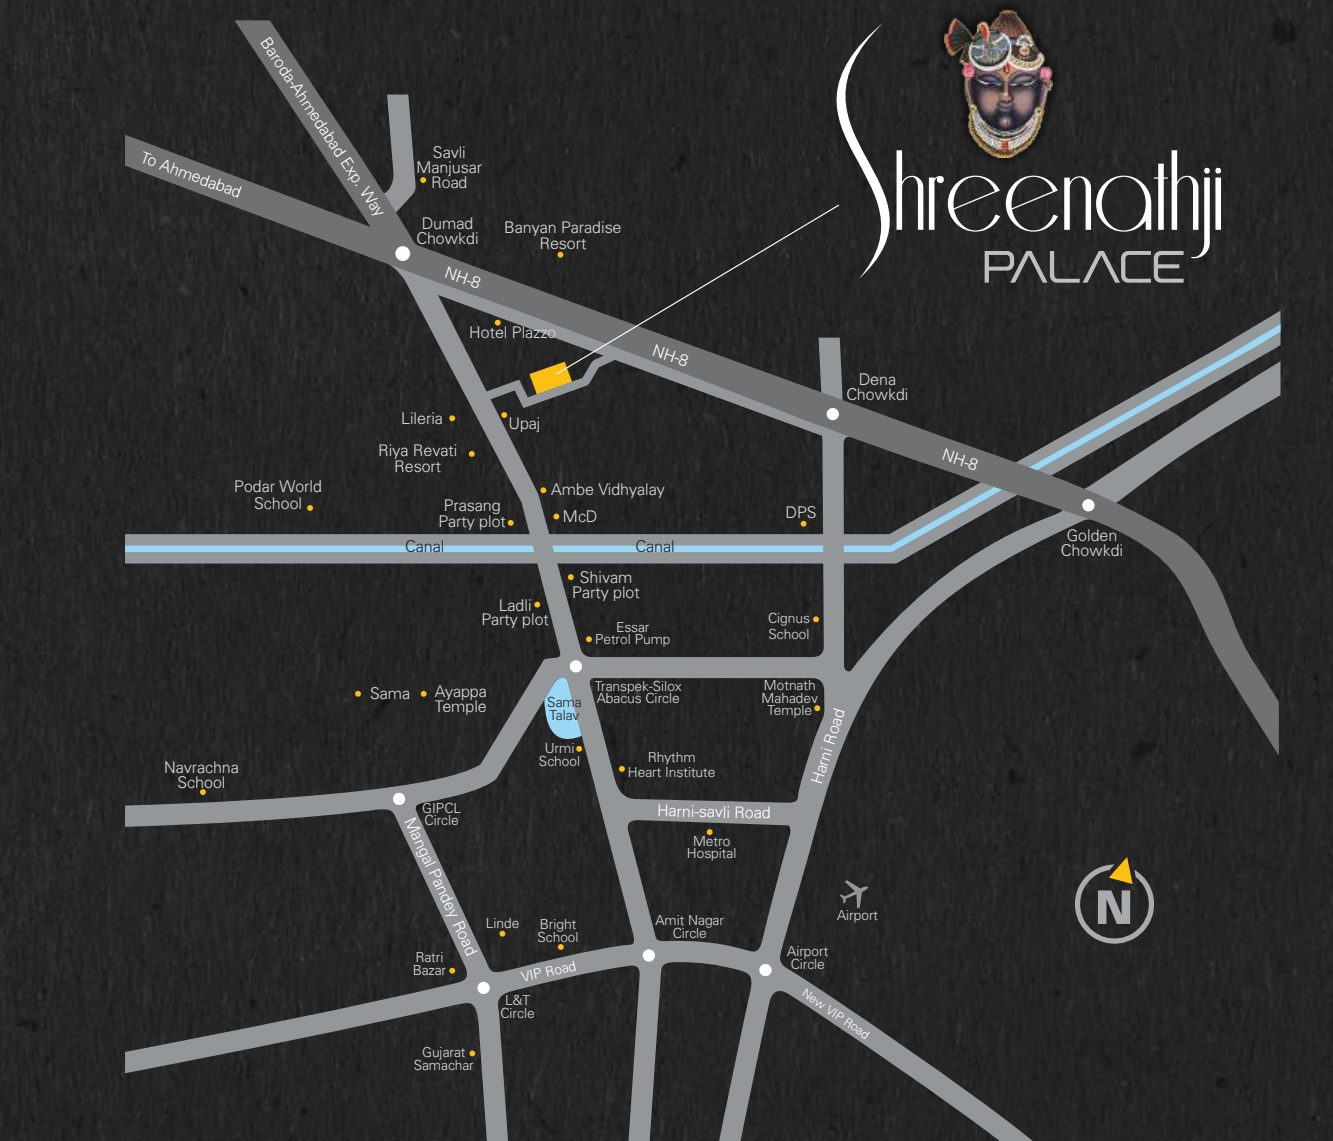 Shreenathji
PALACE
Baroda-Ahmedabad Exp. Way
To Ahmedabad
Savli
Manjusar
Road
Dumad
Chowkdi
Banyan Paradise
Resort
NH-8
Hotel Plazzo
NH-8
Dena
Chowkdi
Lileria
Upaj
Riya Revati
Resort
NH-8
Podar World
School
Ambe Vidhyalay
Prasang
Party plot
McD
DPS
Canal
Canal
Golden
Chowkdi
Shivam
Party plot
Ladli
Party plot
Essar
Petrol Pump
Cignus
School
Sama
Ayappa
Temple
Sama
Talav
Transpek-Silox
Abacus Circle
Motnath
Mahadev
Temple
Harni Road
Urmi
School
Rhythm
Heart Institute
Navrachna
School
GIPCL
Circle
Harni-savli Road
Metro
Hospital
Mangal Pandey Road
N
Airport
Linde
Bright
School
Amit Nagar
Circle
Ratri
Bazar
VIP Road
Airport
Circle
L&T
Circle
New VIP Road
Gujarat
Samachar